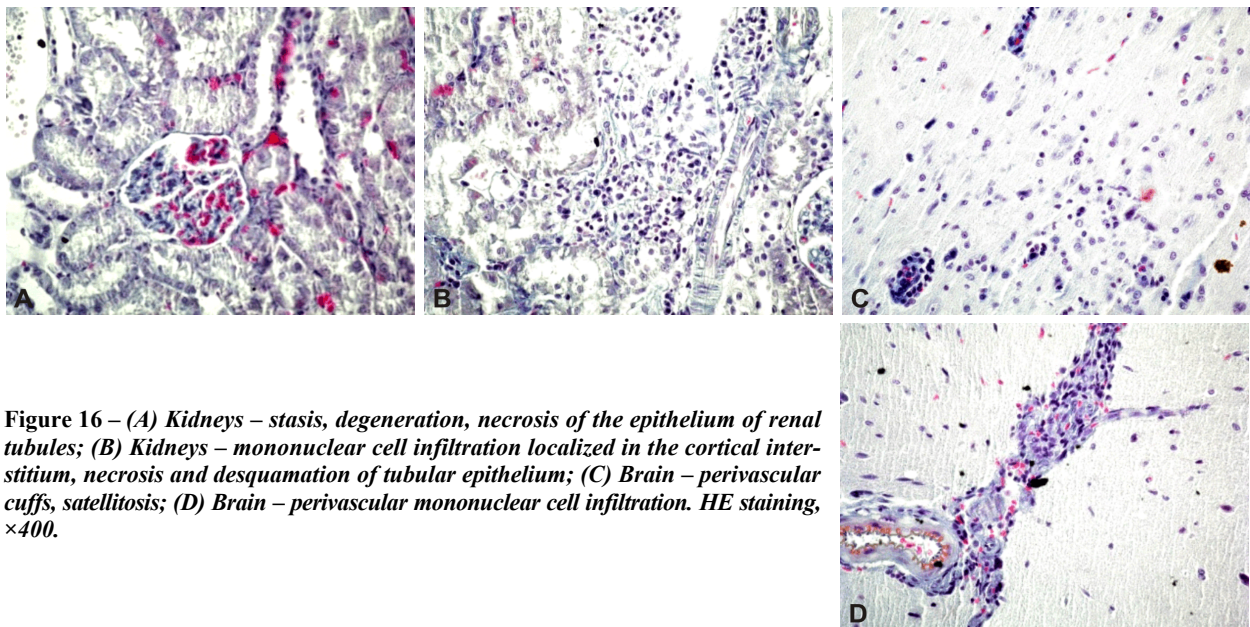 A
B
C
Figure 16 – (A) Kidneys – stasis, degeneration, necrosis of the epithelium of renal
tubules; (B) Kidneys – mononuclear cell infiltration localized in the cortical inter-
stitium, necrosis and desquamation of tubular epithelium; (C) Brain – perivascular
cuffs, satellitosis; (D) Brain – perivascular mononuclear cell infiltration. HE staining,
×400.
D